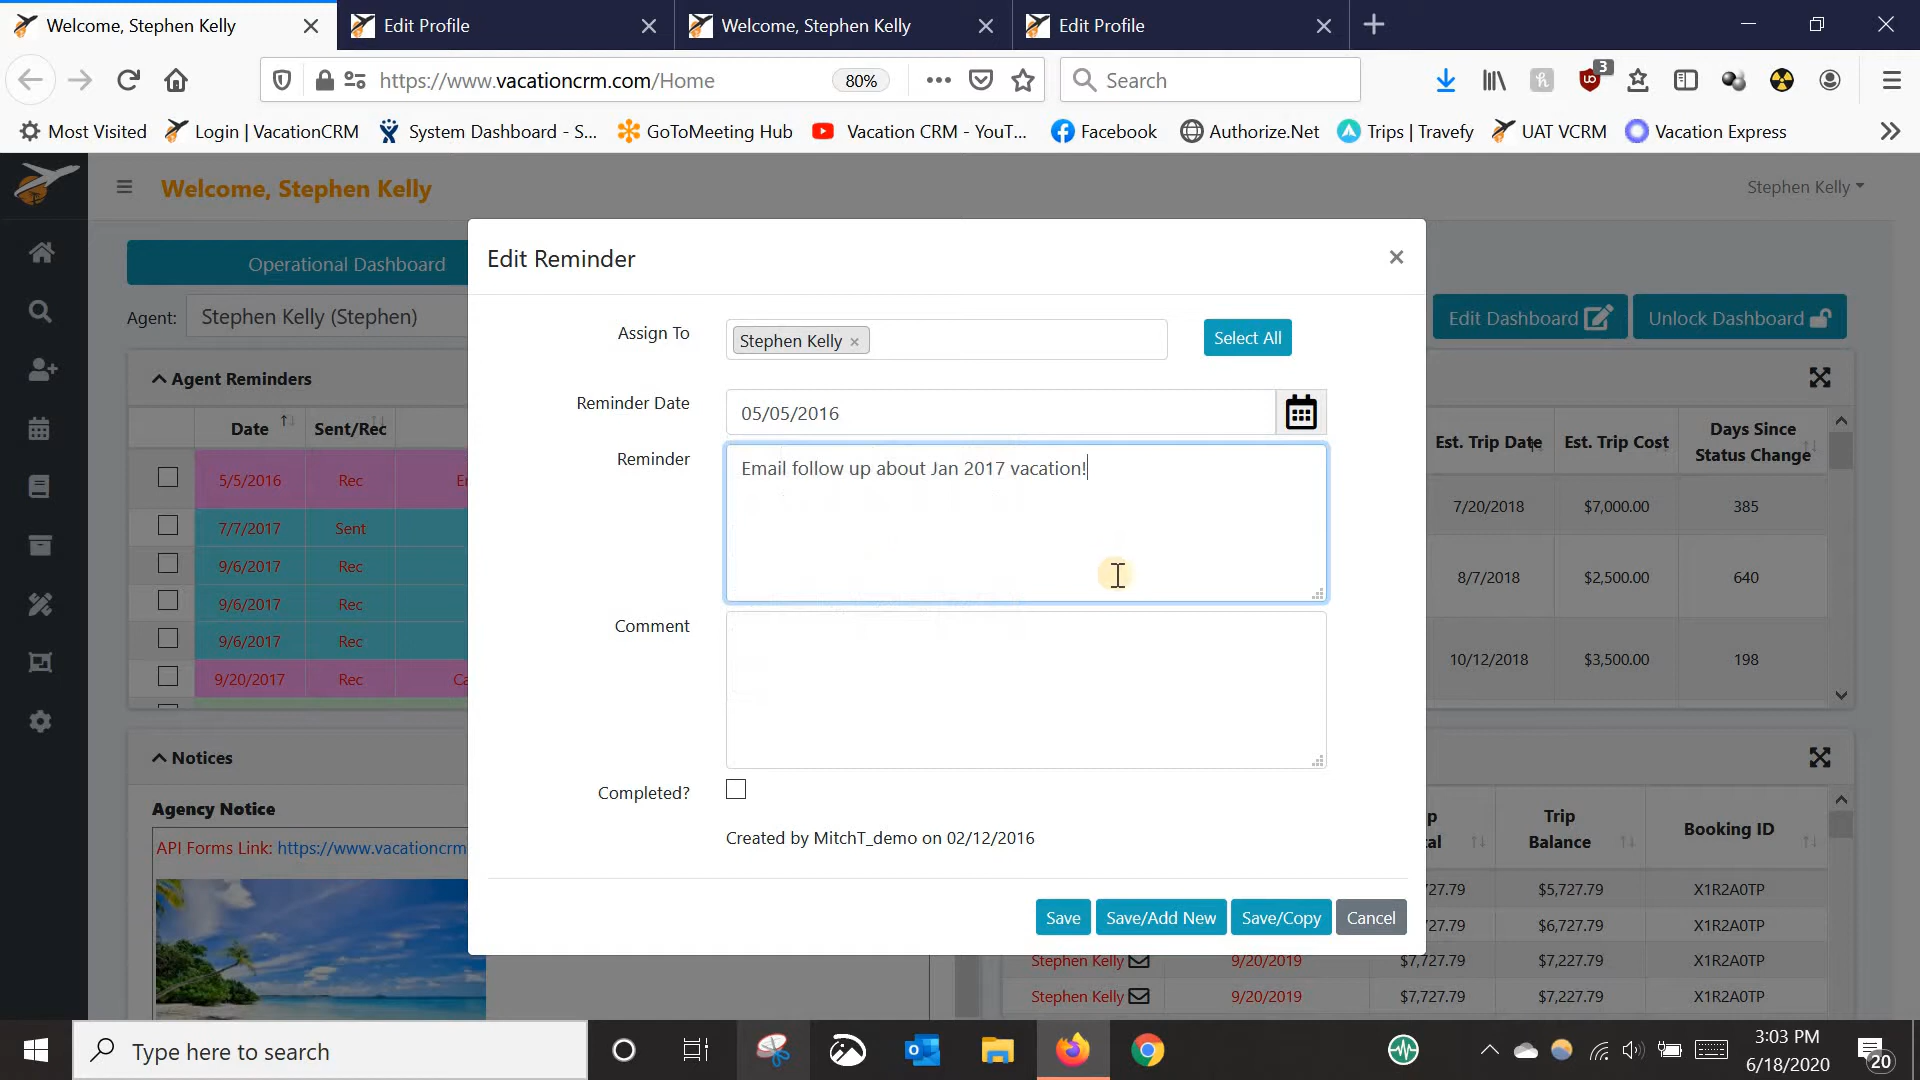 Welcome, Stephen Kelly
Edit Profile
Welcome, Stephen Kelly
Edit Profile
https://www.vacationcrm.com/Home
80%
Search
3
Most Visited
Login | VacationCRM
System Dashboard - S...
GoToMeeting Hub
Vacation CRM - YouT...
Facebook
Authorize.Net
Trips | Travefy
UAT VCRM
Vacation Express
Welcome, Stephen Kelly
Stephen Kelly
Operational Dashboard
Agent: Stephen Kelly (Stephen)
Edit Dashboard
Unlock Dashboard
Agent Reminders
Date Sent/Rec
5/5/2016 Rec
7/7/2017 Sent
9/6/2017 Rec
9/6/2017 Rec
9/6/2017 Rec
9/20/2017 Rec
Edit Reminder
Assign To
Stephen Kelly ×
Select All
Reminder Date
05/05/2016
Reminder
Email follow up about Jan 2017 vacation!
Comment
Completed?
Created by MitchT_demo on 02/12/2016
Save
Save/Add New
Save/Copy
Cancel
Est. Trip Date Est. Trip Cost Days Since Status Change
7/20/2018 $7,000.00 385
8/7/2018 $2,500.00 640
10/12/2018 $3,500.00 198
Notices
Agency Notice
API Forms Link: https://www.vacationcrm
Trip Balance
Booking ID
$5,727.79 X1R2A0TP
$6,727.79 X1R2A0TP
Stephen Kelly 9/20/2019 $7,727.79 $7,227.79 X1R2A0TP
Stephen Kelly 9/20/2019 $7,727.79 $7,227.79 X1R2A0TP
Type here to search
3:03 PM
6/18/2020
20